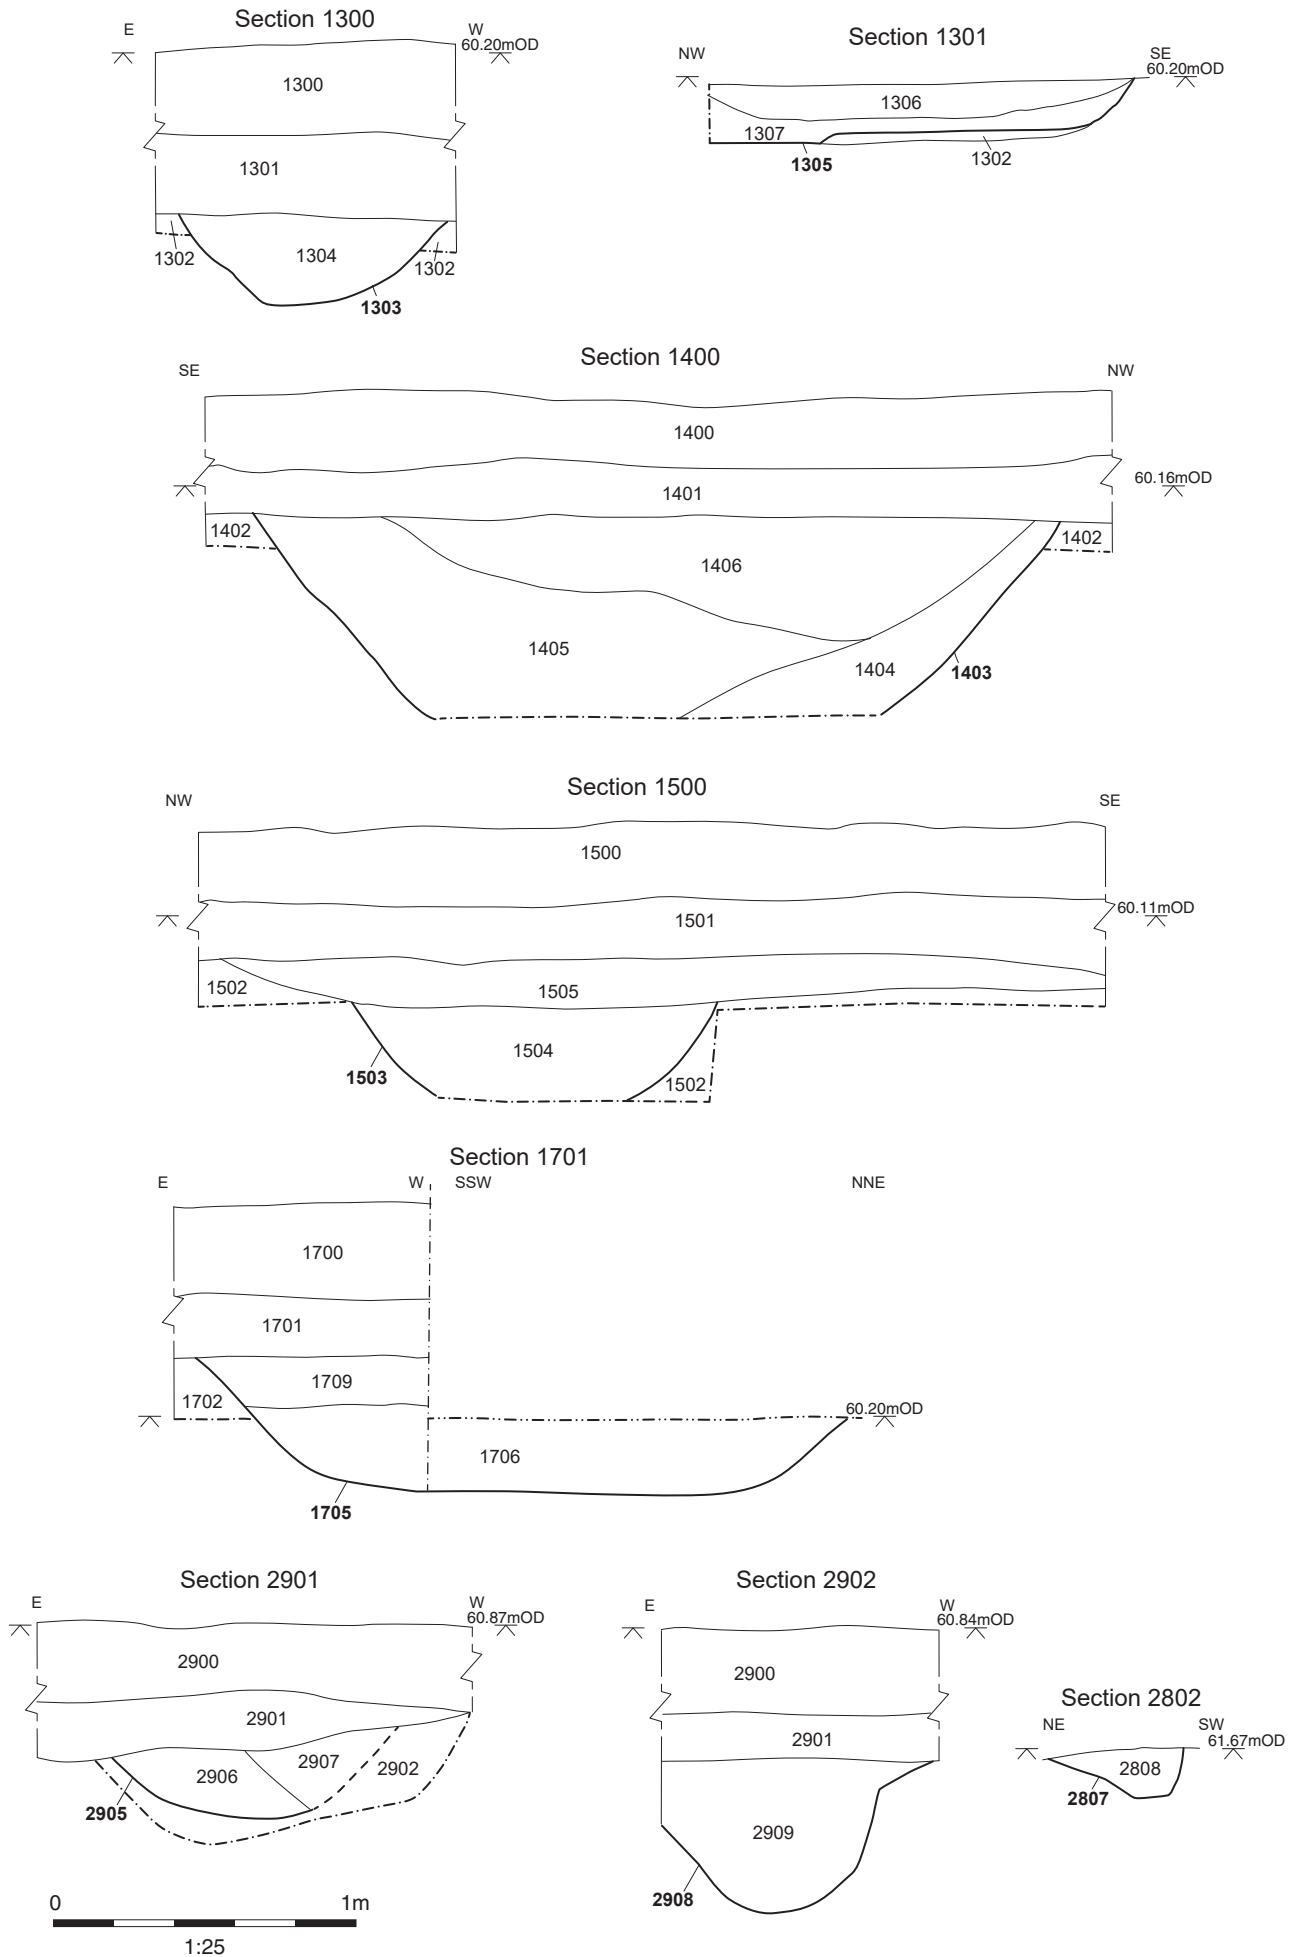 Section 1300
E W
60.20mOD
1300
1301
1302 1304 1302
1303
Section 1301
NW SE
60.20mOD
1306
1307
1305 1302
Section 1400
SE NW
1400
60.16mOD
1401
1402 1402
1406
1405
1404 1403
Section 1500
NW SE
1500
60.11mOD
1501
1502 1505
1504
1503 1502
Section 1701
E W SSW NNE
1700
1701
1709
1702
60.20mOD
1706
1705
Section 2901
E W
60.87mOD
2900
2901
2907 2902
2906
2905
Section 2902
E W
60.84mOD
2900
2901
2909
2908
Section 2802
NE SW
61.67mOD
2808
2807
0 1m
1:25